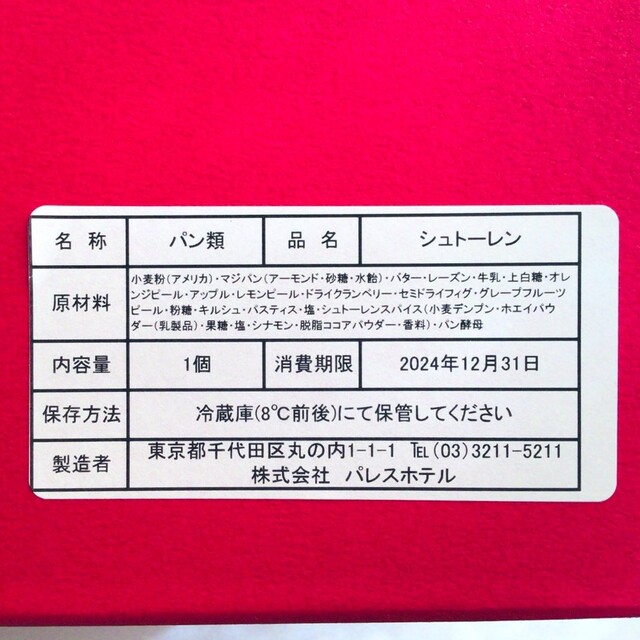 名 称 パン類 品 名 シュトーレン
原材料
小麦粉(アメリカ)・マジパン(アーモンド・砂糖・水飴)・バター・レーズン・牛乳・上白糖・オレ
ンジピール・アップル・レモンピール・ドライクランベリー・セミドライフィグ・グレープフルーツ
ピール・粉糖・キルシュ・パスティス・塩・シュトーレンスパイス(小麦デンプン・ホエイパウ
ダー(乳製品)・果糖・塩・シナモン・脱脂ココアパウダー・香料)・パン酵母
内容量 1個 消費期限 2024年12月31日
保存方法 冷蔵庫(8℃前後)にて保管してください
製造者
東京都千代田区丸の内1-1-1 ℡(03)3211-5211
株式会社 パレスホテル